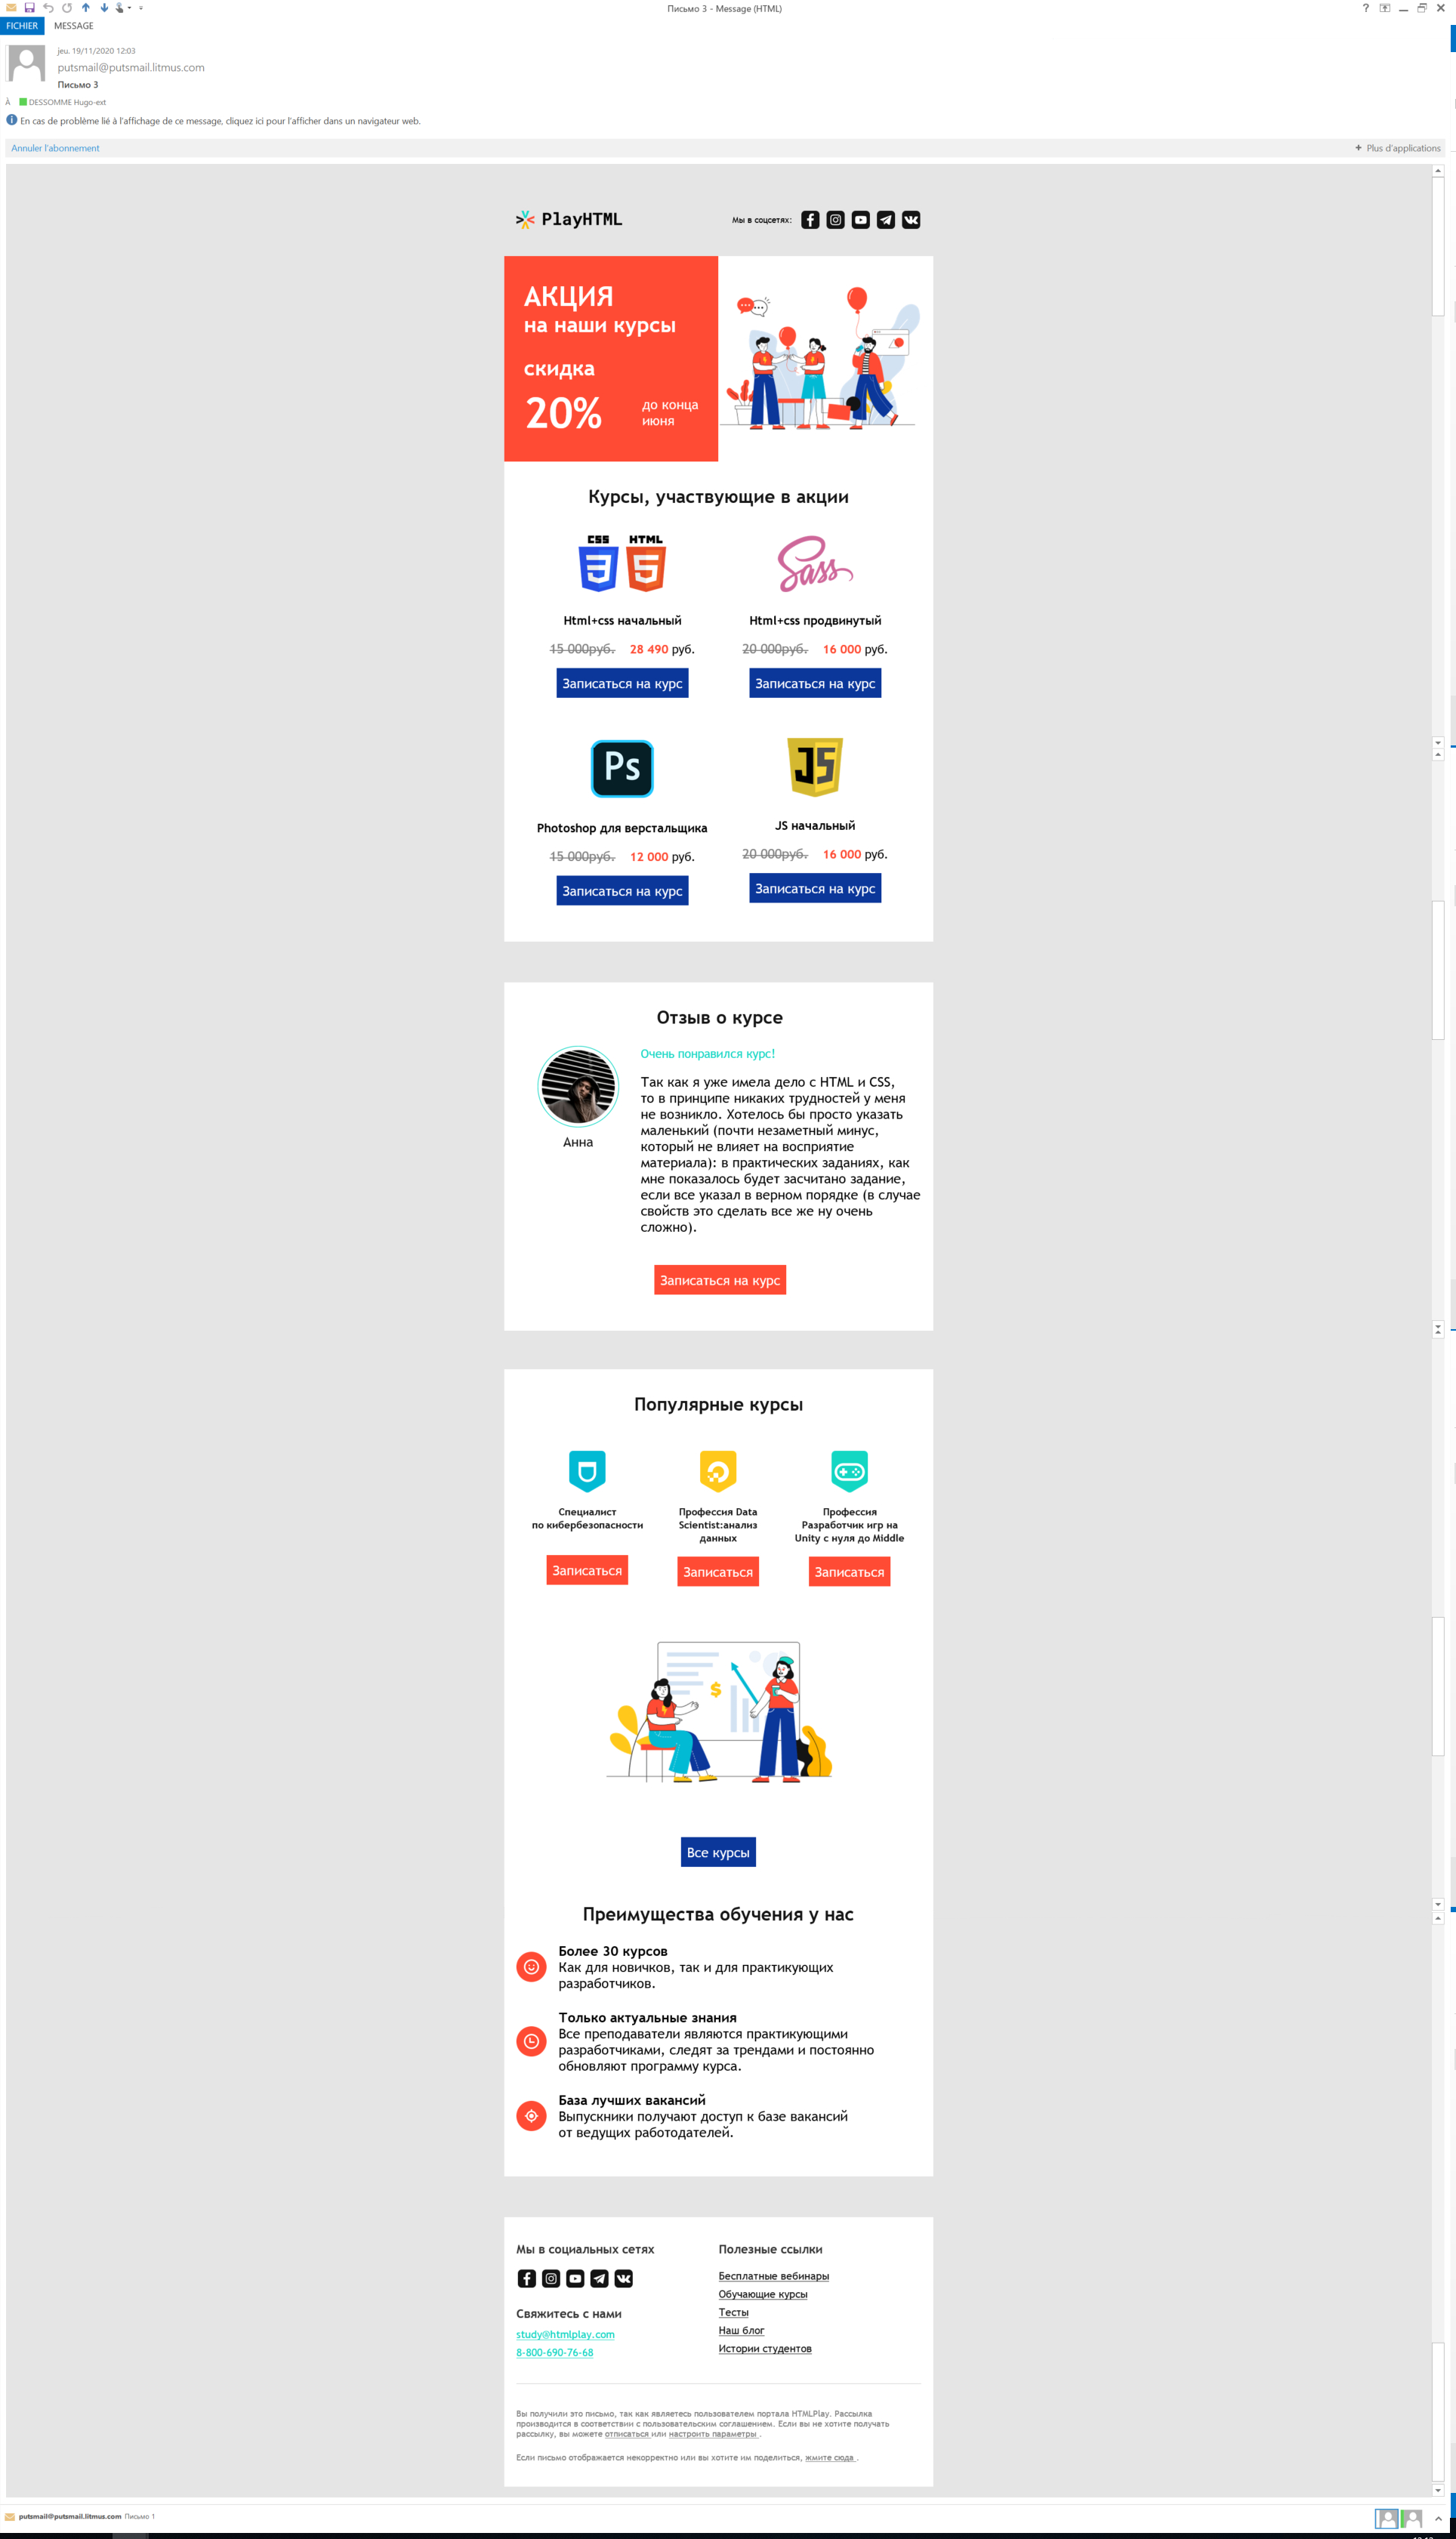 Письмо 3 - Message (HTML)
FICHIER MESSAGE
jeu. 19/11/2020 12:03
putsmail@putsmail.litmus.com
Письмо 3
À DESSOMME Hugo-ext
En cas de problème lié à l'affichage de ce message, cliquez ici pour l'afficher dans un navigateur web.
Annuler l'abonnement
+ Plus d'applications
PlayHTML
Мы в соцсетях:
АКЦИЯ
на наши курсы
скидка
20%
до конца
июня
Курсы, участвующие в акции
CSS HTML
Sass
Html+css начальный
Html+css продвинутый
15 000руб. 28 490 руб.
20 000руб. 16 000 руб.
Записаться на курс
Записаться на курс
Ps
JS
Photoshop для верстальщика
JS начальный
15 000руб. 12 000 руб.
20 000руб. 16 000 руб.
Записаться на курс
Записаться на курс
Отзыв о курсе
Анна
Очень понравился курс!
Так как я уже имела дело с HTML и CSS,
то в принципе никаких трудностей у меня
не возникло. Хотелось бы просто указать
маленький (почти незаметный минус,
который не влияет на восприятие
материала): в практических заданиях, как
мне показалось будет засчитано задание,
если все указал в верном порядке (в случае
свойств это сделать все же ну очень
сложно).
Записаться на курс
Популярные курсы
Специалист
по кибербезопасности
Профессия Data
Scientist:анализ
данных
Профессия
Разработчик игр на
Unity с нуля до Middle
Записаться
Записаться
Записаться
$
Все курсы
Преимущества обучения у нас
Более 30 курсов
Как для новичков, так и для практикующих
разработчиков.
Только актуальные знания
Все преподаватели являются практикующими
разработчиками, следят за трендами и постоянно
обновляют программу курса.
База лучших вакансий
Выпускники получают доступ к базе вакансий
от ведущих работодателей.
Мы в социальных сетях
Свяжитесь с нами
study@htmlplay.com
8-800-690-76-68
Полезные ссылки
Бесплатные вебинары
Обучающие курсы
Тесты
Наш блог
Истории студентов
Вы получили это письмо, так как являетесь пользователем портала HTMLPlay. Рассылка
производится в соответствии с пользовательским соглашением. Если вы не хотите получать
рассылку, вы можете отписаться или настроить параметры .
Если письмо отображается некорректно или вы хотите им поделиться, жмите сюда .
putsmail@putsmail.litmus.com Письмо 1